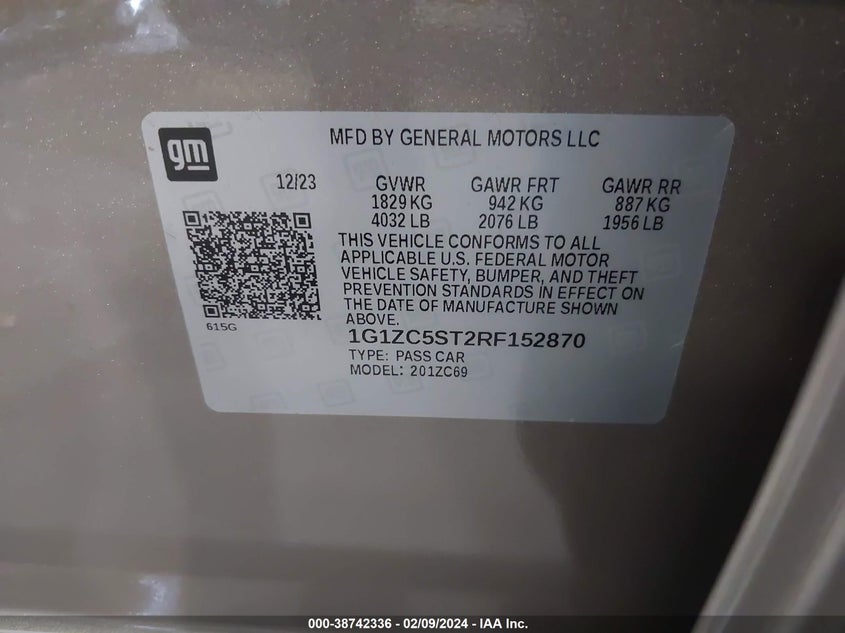 gm
MFD BY GENERAL MOTORS LLC
12/23 GVWR GAWR FRT GAWR RR
1829 KG 942 KG 887 KG
4032 LB 2076 LB 1956 LB
THIS VEHICLE CONFORMS TO ALL
APPLICABLE U.S. FEDERAL MOTOR
VEHICLE SAFETY, BUMPER, AND THEFT
PREVENTION STANDARDS IN EFFECT ON
THE DATE OF MANUFACTURE SHOWN
ABOVE.
615G
1G1ZC5ST2RF152870
TYPE: PASS CAR
MODEL: 201ZC69
000-38742336 - 02/09/2024 - IAA Inc.